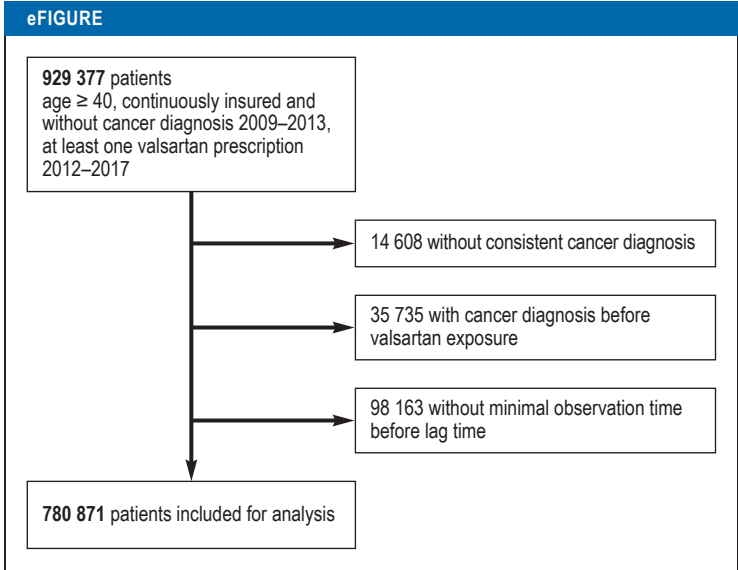 eFIGURE
929 377 patients
age ≥ 40, continuously insured and
without cancer diagnosis 2009–2013,
at least one valsartan prescription
2012–2017
14 608 without consistent cancer diagnosis
35 735 with cancer diagnosis before
valsartan exposure
98 163 without minimal observation time
before lag time
780 871 patients included for analysis